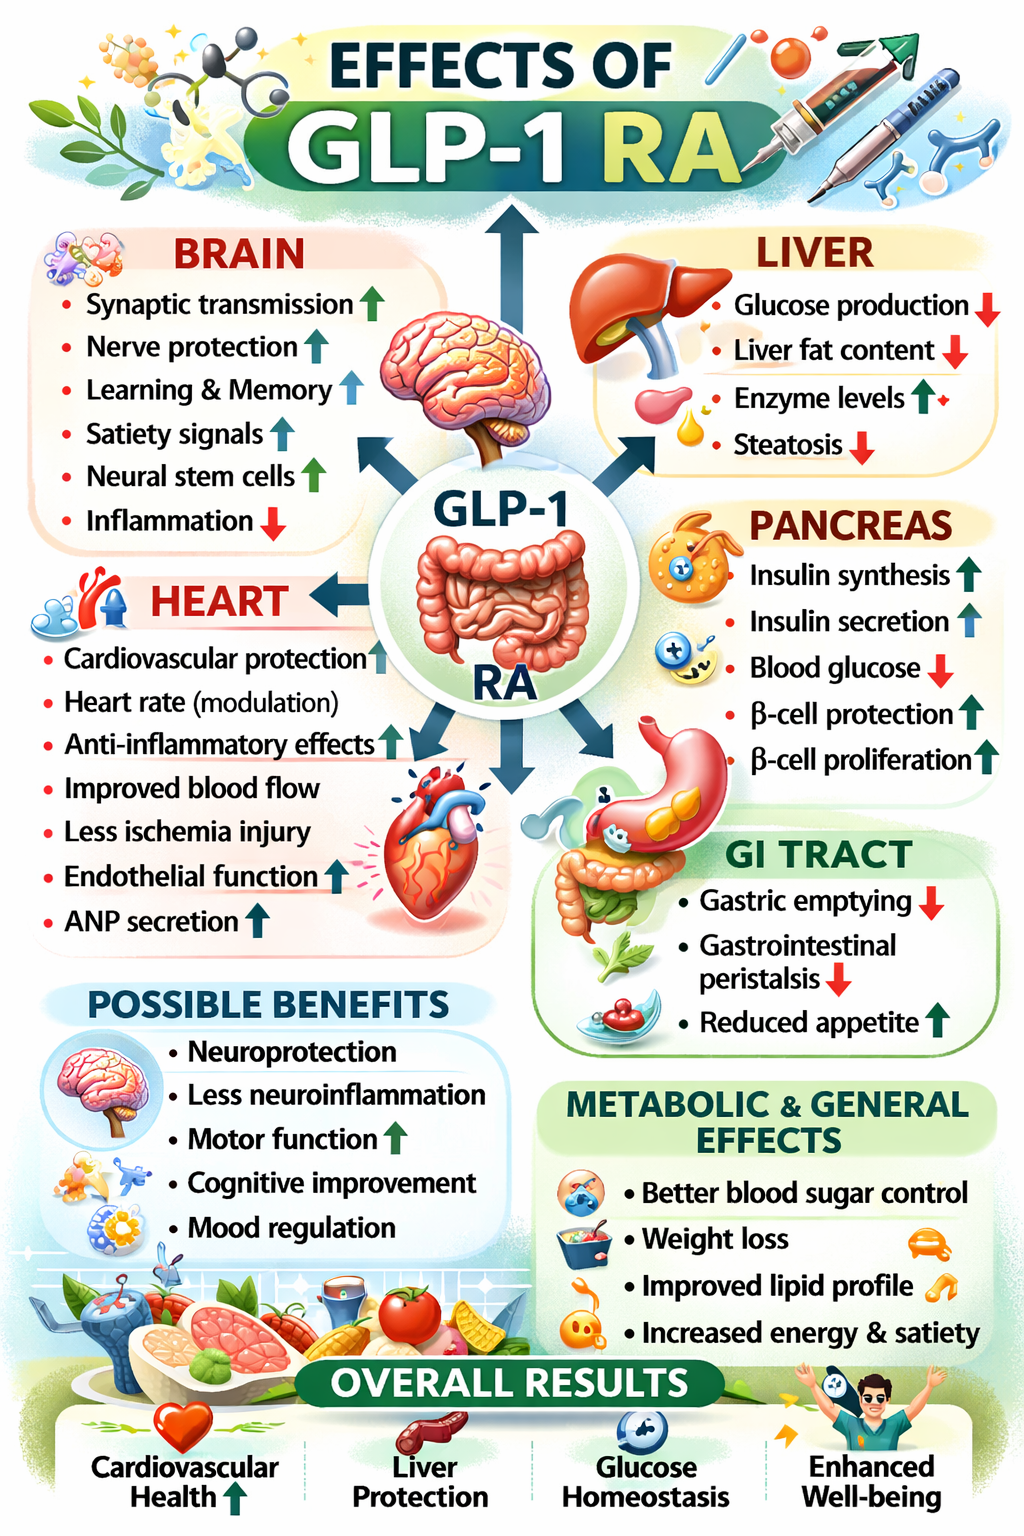 EFFECTS OF
GLP-1 RA
BRAIN
• Synaptic transmission ↑
• Nerve protection ↑
• Learning & Memory ↑
• Satiety signals ↑
• Neural stem cells ↑
• Inflammation ↓
LIVER
• Glucose production ↓
• Liver fat content ↓
• Enzyme levels ↑
• Steatosis ↓
GLP-1
RA
PANCREAS
• Insulin synthesis ↑
• Insulin secretion ↑
• Blood glucose ↓
• β-cell protection ↑
• β-cell proliferation ↑
HEART
• Cardiovascular protection ↑
• Heart rate (modulation)
• Anti-inflammatory effects ↑
• Improved blood flow
• Less ischemia injury
• Endothelial function ↑
• ANP secretion ↑
GI TRACT
• Gastric emptying ↓
• Gastrointestinal
peristalsis ↓
• Reduced appetite ↑
POSSIBLE BENEFITS
• Neuroprotection
• Less neuroinflammation
• Motor function ↑
• Cognitive improvement
• Mood regulation
METABOLIC & GENERAL
EFFECTS
• Better blood sugar control
• Weight loss
• Improved lipid profile
• Increased energy & satiety
OVERALL RESULTS
Cardiovascular
Health ↑
Liver
Protection
Glucose
Homeostasis
Enhanced
Well-being